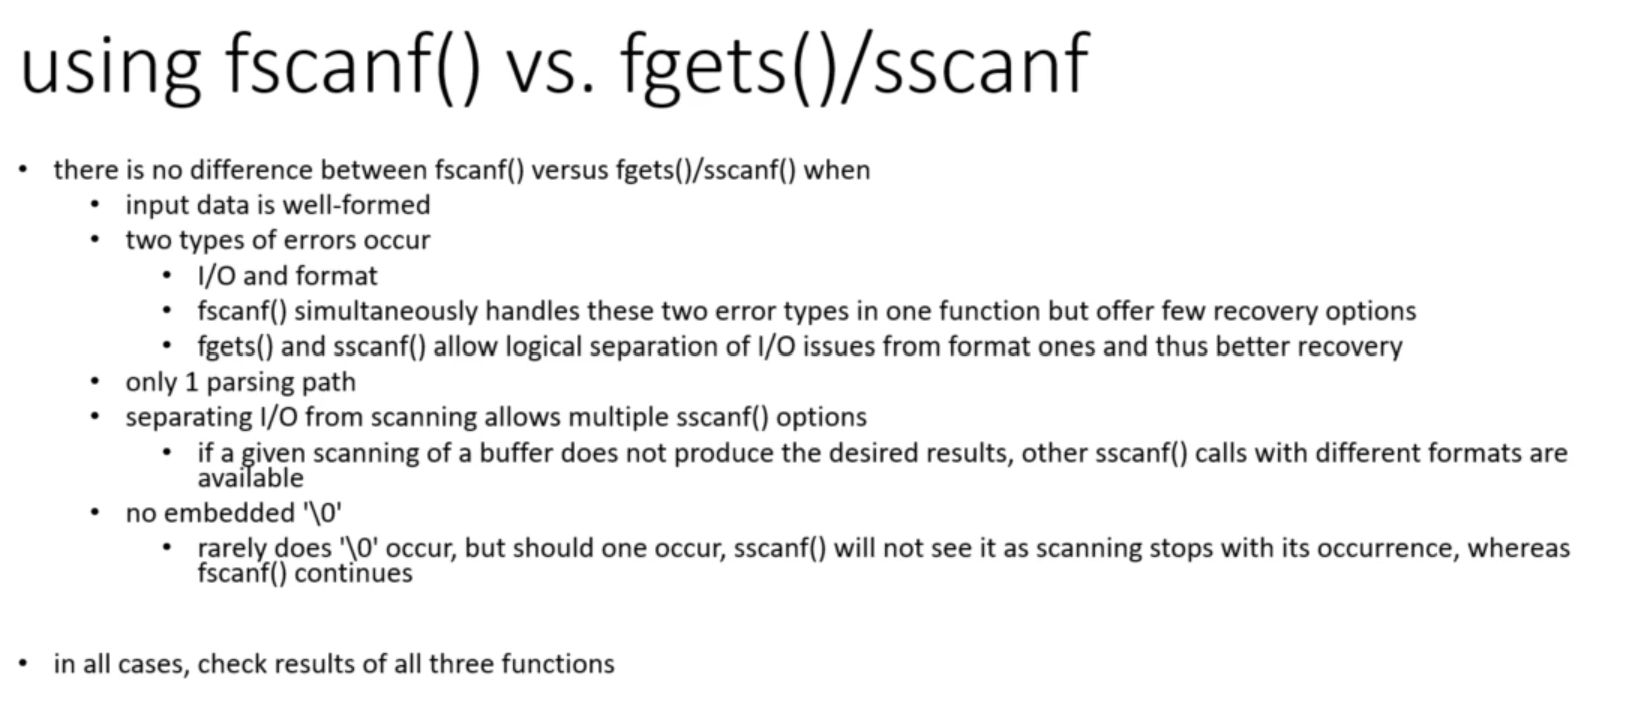 using fscanf() vs. fgets()/sscanf
• there is no difference between fscanf() versus fgets()/sscanf() when
• input data is well-formed
• two types of errors occur
• I/O and format
• fscanf() simultaneously handles these two error types in one function but offer few recovery options
• fgets() and sscanf() allow logical separation of I/O issues from format ones and thus better recovery
• only 1 parsing path
• separating I/O from scanning allows multiple sscanf() options
• if a given scanning of a buffer does not produce the desired results, other sscanf() calls with different formats are
available
• no embedded '\0'
• rarely does '\0' occur, but should one occur, sscanf() will not see it as scanning stops with its occurrence, whereas
fscanf() continues
• in all cases, check results of all three functions